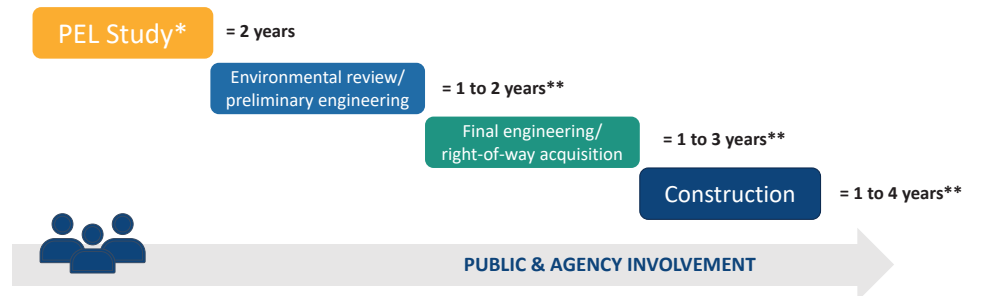 PEL Study*
= 2 years
Environmental review/
preliminary engineering
= 1 to 2 years**
Final engineering/
right-of-way acquisition
= 1 to 3 years**
Construction
= 1 to 4 years**
PUBLIC & AGENCY INVOLVEMENT